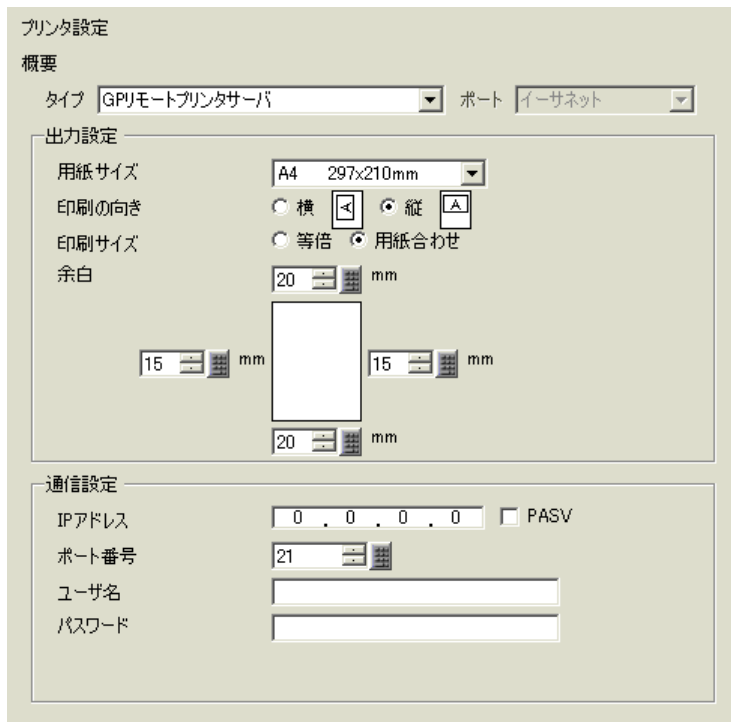 プリンタ設定
概要
タイプ GPリモートプリンタサーバ ポート イーサネット
出力設定
用紙サイズ A4 297x210mm
印刷の向き 横 A 縦 A
印刷サイズ 等倍 用紙合わせ
余白 20 mm
15 mm 15 mm
20 mm
通信設定
IPアドレス 0 . 0 . 0 . 0 PASV
ポート番号 21
ユーザ名
パスワード